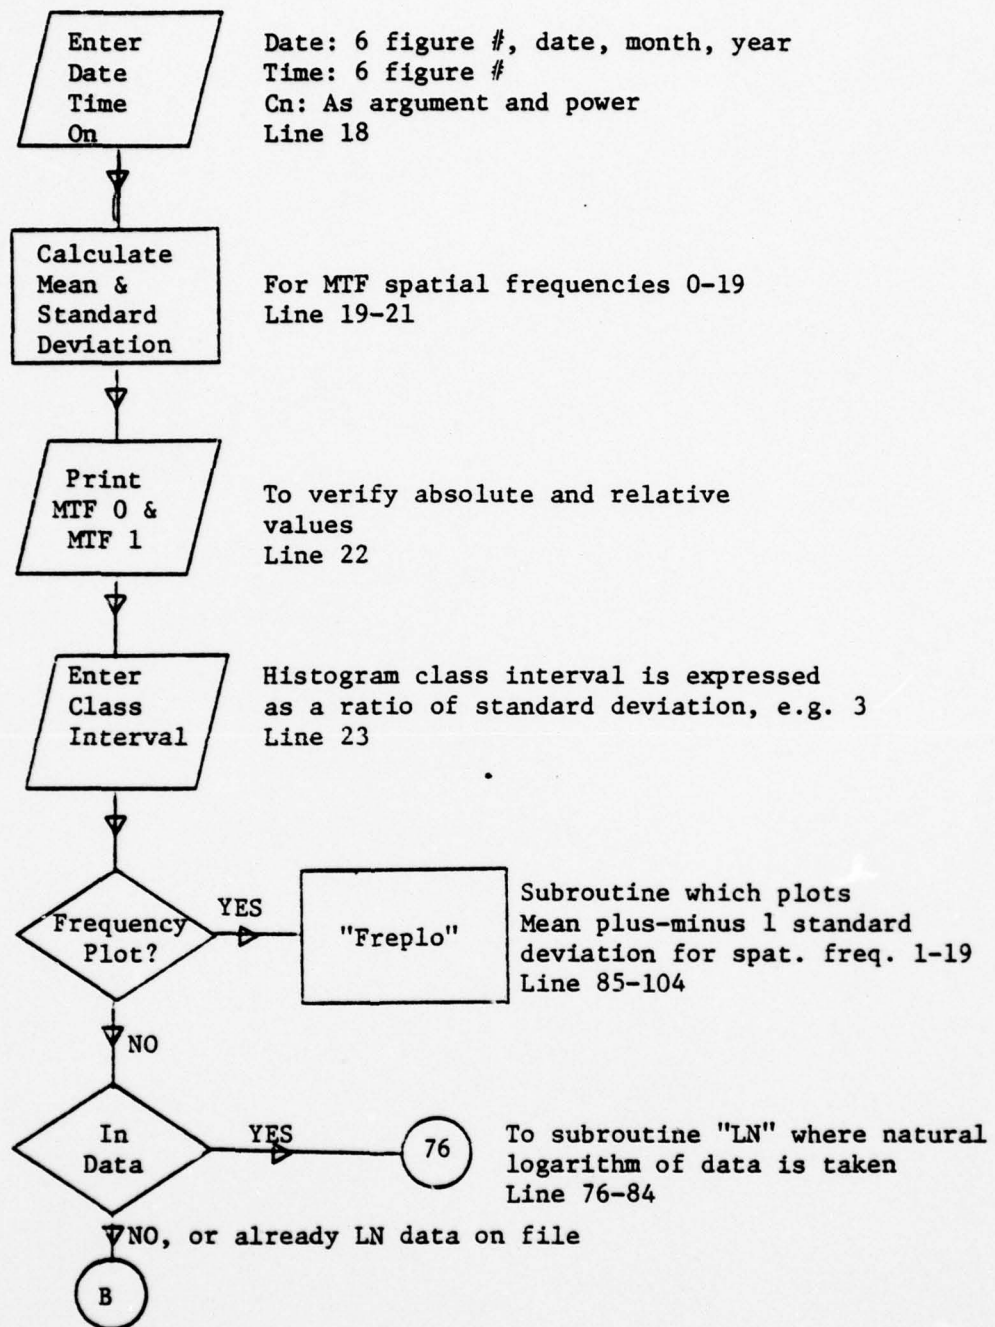 Enter
Date
Time
On
Date: 6 figure #, date, month, year
Time: 6 figure #
Cn: As argument and power
Line 18
Calculate
Mean &
Standard
Deviation
For MTF spatial frequencies 0-19
Line 19-21
Print
MTF 0 &
MTF 1
To verify absolute and relative
values
Line 22
Enter
Class
Interval
Histogram class interval is expressed
as a ratio of standard deviation, e.g. 3
Line 23
Frequency
Plot?
YES
"Freplo"
Subroutine which plots
Mean plus-minus 1 standard
deviation for spat. freq. 1-19
Line 85-104
NO
In
Data
YES
76
To subroutine "LN" where natural
logarithm of data is taken
Line 76-84
NO, or already LN data on file
B